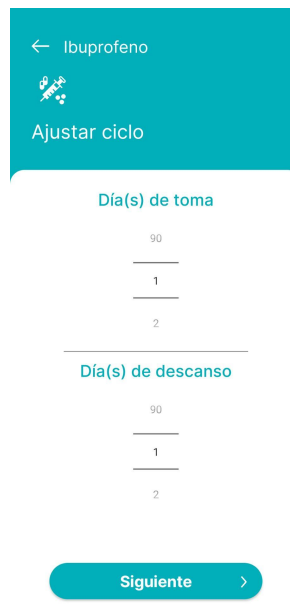 Ibuprofeno
Ajustar ciclo
Día(s) de toma
90
1
2
Día(s) de descanso
90
1
2
Siguiente